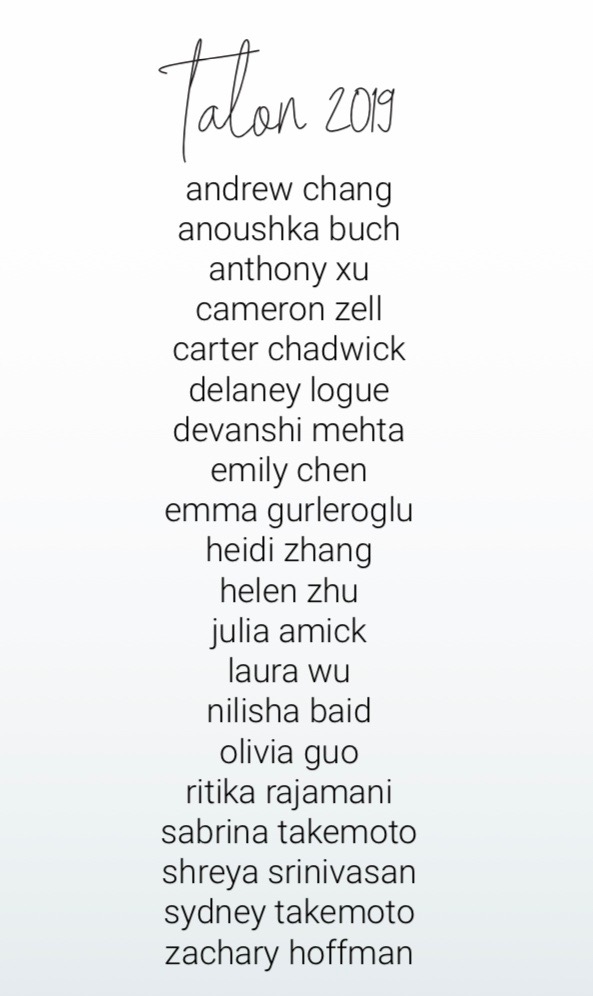 Talon 2019
andrew chang
anoushka buch
anthony xu
cameron zell
carter chadwick
delaney logue
devanshi mehta
emily chen
emma gurleroglu
heidi zhang
helen zhu
julia amick
laura wu
nilisha baid
olivia guo
ritika rajamani
sabrina takemoto
shreya srinivasan
sydney takemoto
zachary hoffman